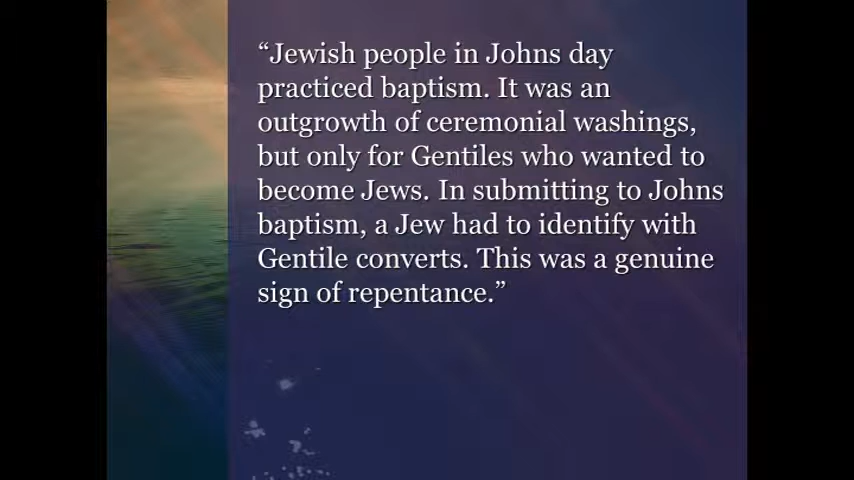 “Jewish people in Johns day
practiced baptism. It was an
outgrowth of ceremonial washings,
but only for Gentiles who wanted to
become Jews. In submitting to Johns
baptism, a Jew had to identify with
Gentile converts. This was a genuine
sign of repentance.”